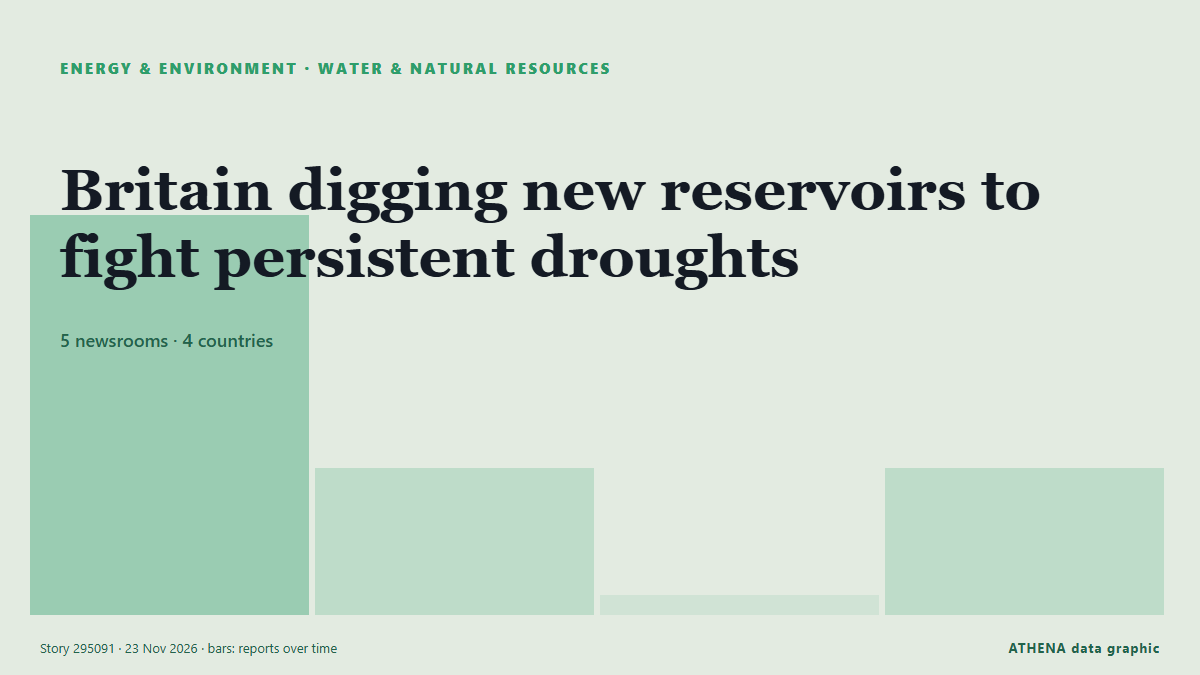 ENERGY & ENVIRONMENT · WATER & NATURAL RESOURCES
Britain digging new reservoirs to
fight persistent droughts
5 newsrooms · 4 countries
Story 295091 · 23 Nov 2026 · bars: reports over time
ATHENA data graphic